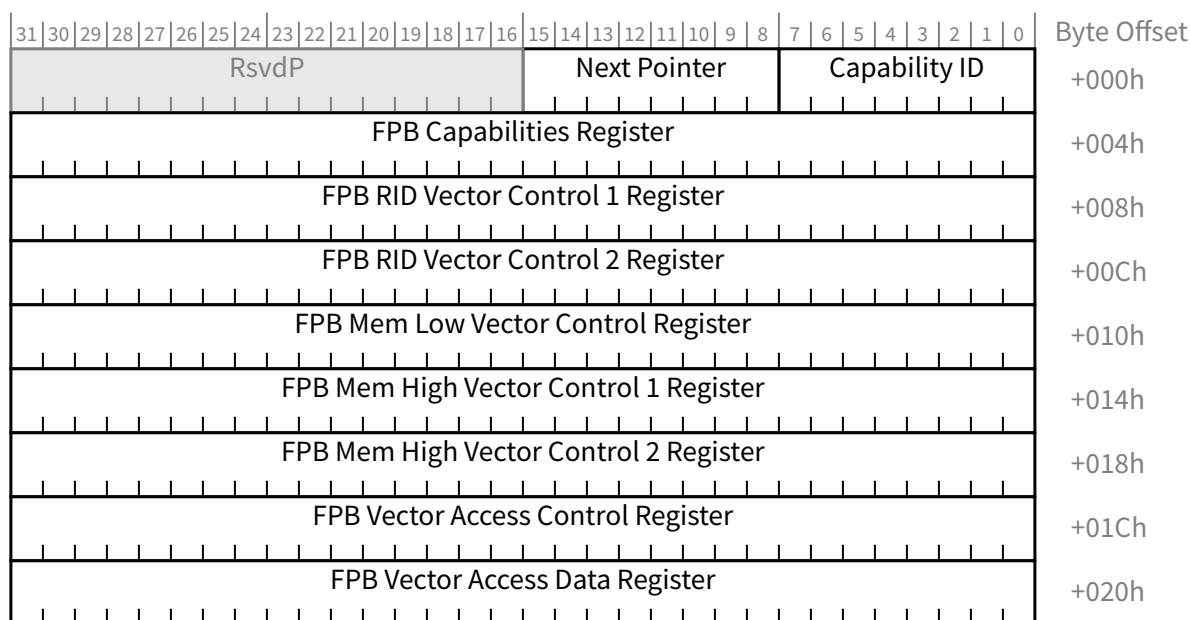 31 30 29 28 27 26 25 24 23 22 21 20 19 18 17 16 15 14 13 12 11 10 9 8 7 6 5 4 3 2 1 0 Byte Offset
RsvdP Next Pointer Capability ID +000h
FPB Capabilities Register +004h
FPB RID Vector Control 1 Register +008h
FPB RID Vector Control 2 Register +00Ch
FPB Mem Low Vector Control Register +010h
FPB Mem High Vector Control 1 Register +014h
FPB Mem High Vector Control 2 Register +018h
FPB Vector Access Control Register +01Ch
FPB Vector Access Data Register +020h